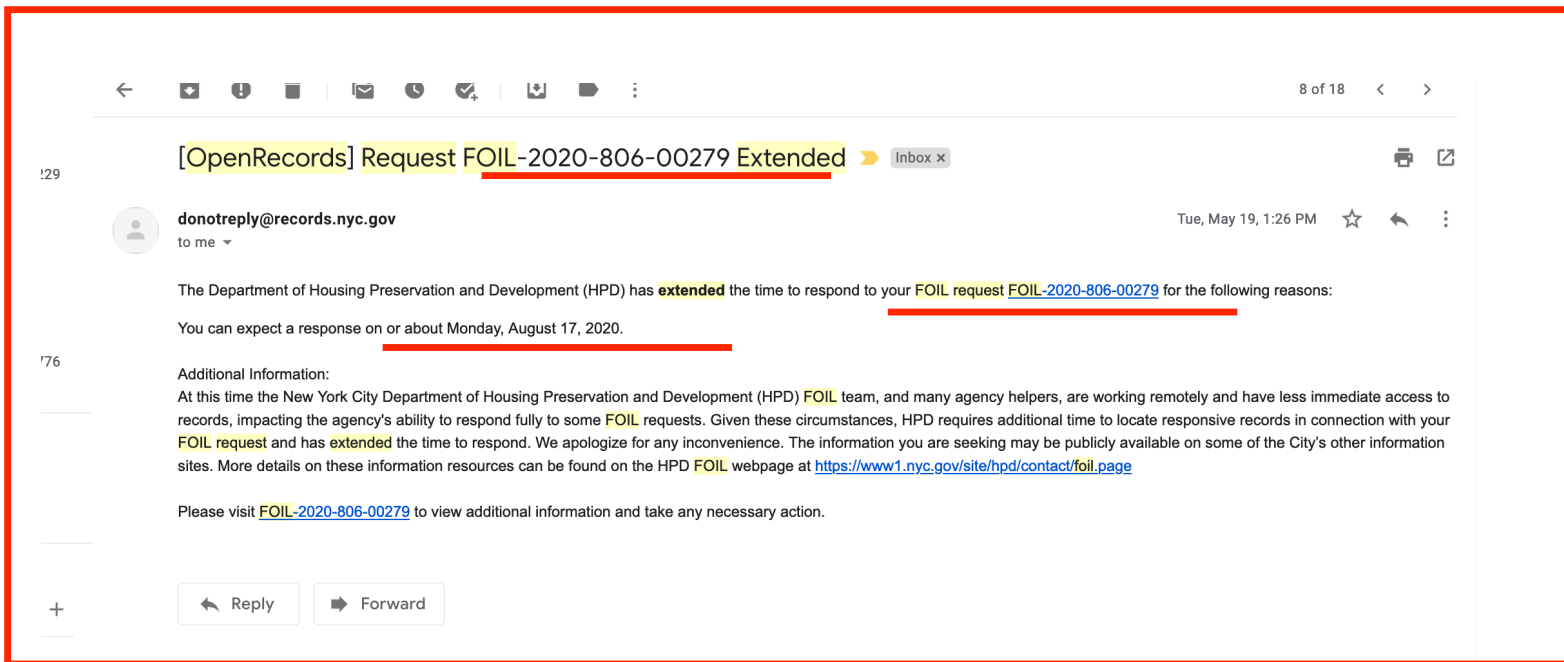 8 of 18
[OpenRecords] Request FOIL-2020-806-00279 Extended Inbox ×
229
donotreply@records.nyc.gov Tue, May 19, 1:26 PM
to me
The Department of Housing Preservation and Development (HPD) has extended the time to respond to your FOIL request FOIL-2020-806-00279 for the following reasons:
You can expect a response on or about Monday, August 17, 2020.
776
Additional Information:
At this time the New York City Department of Housing Preservation and Development (HPD) FOIL team, and many agency helpers, are working remotely and have less immediate access to
records, impacting the agency's ability to respond fully to some FOIL requests. Given these circumstances, HPD requires additional time to locate responsive records in connection with your
FOIL request and has extended the time to respond. We apologize for any inconvenience. The information you are seeking may be publicly available on some of the City's other information
sites. More details on these information resources can be found on the HPD FOIL webpage at https://www1.nyc.gov/site/hpd/contact/foil.page
Please visit FOIL-2020-806-00279 to view additional information and take any necessary action.
Reply Forward